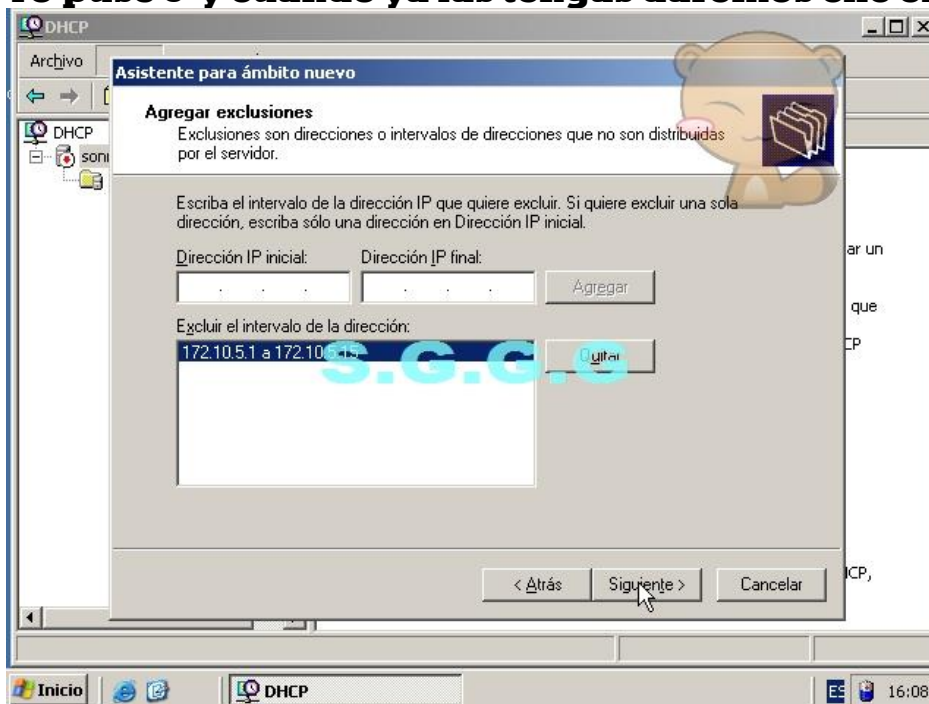 DHCP
Archivo
Asistente para ámbito nuevo
Agregar exclusiones
Exclusiones son direcciones o intervalos de direcciones que no son distribuidas
por el servidor.
DHCP
Escriba el intervalo de la dirección IP que quiere excluir. Si quiere excluir una sola
dirección, escriba sólo una dirección en Dirección IP inicial.
Dirección IP inicial:
Dirección IP final:
Agregar
Excluir el intervalo de la dirección:
172.10.5.1 a 172.10.5.15
Quitar
S.G.G.G
ar un
que
CP
HCP,
< Atrás
Siguiente >
Cancelar
Inicio
DHCP
ES
16:08